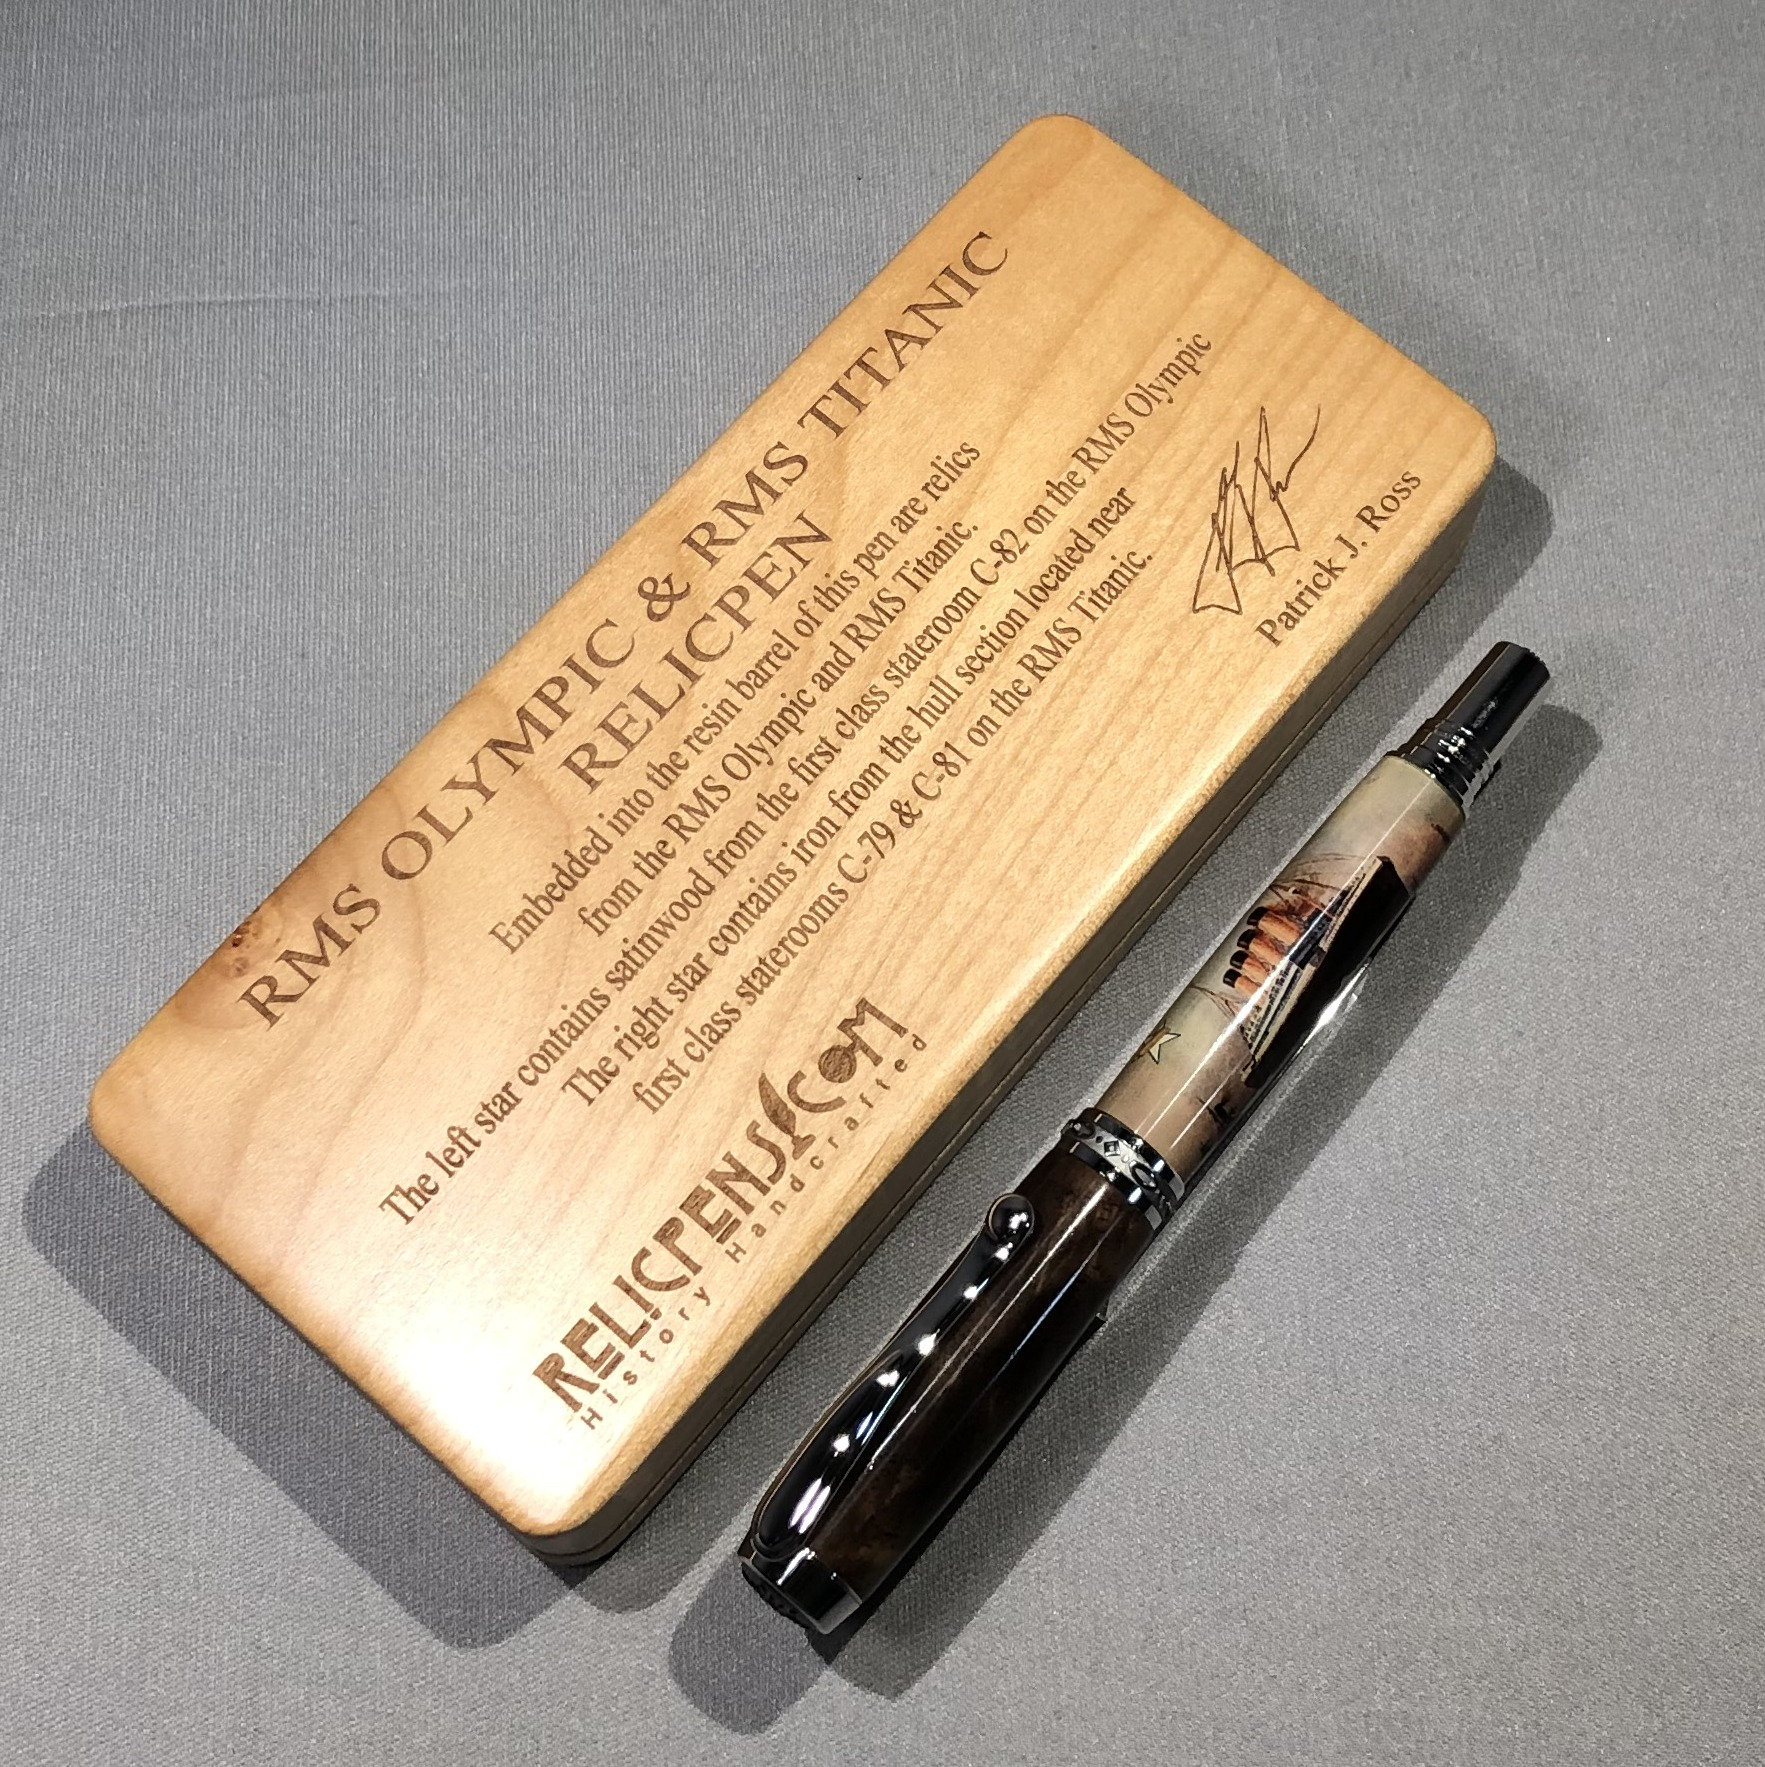 RMS OLYMPIC & RMS TITANIC
RELICPEN
Embedded into the resin barrel of this pen are relics
from the RMS Olympic and RMS Titanic.
The left star contains satinwood from the first class stateroom C-82 on the RMS Olympic
The right star contains iron from the hull section located near
first class staterooms C-79 & C-81 on the RMS Titanic.
RELICPENS.COM
History Handcrafted
Patrick J. Ross